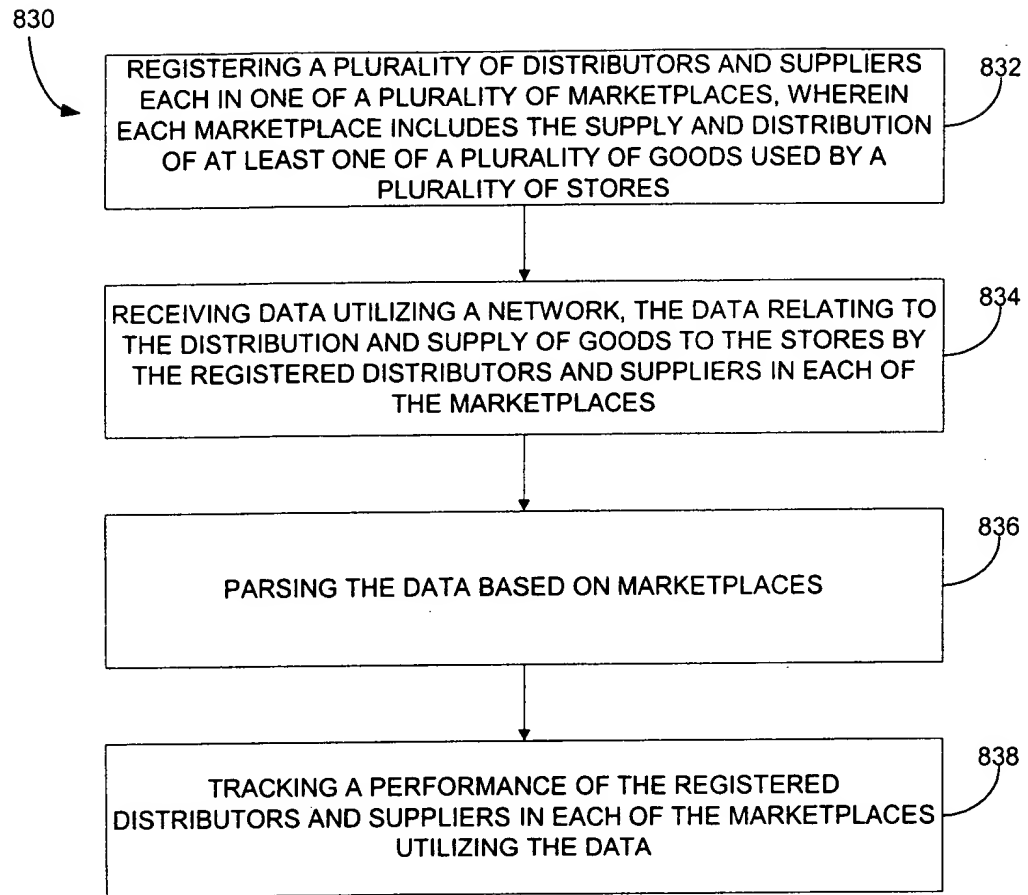 830
REGISTERING A PLURALITY OF DISTRIBUTORS AND SUPPLIERS
EACH IN ONE OF A PLURALITY OF MARKETPLACES, WHEREIN
EACH MARKETPLACE INCLUDES THE SUPPLY AND DISTRIBUTION
OF AT LEAST ONE OF A PLURALITY OF GOODS USED BY A
PLURALITY OF STORES
832
RECEIVING DATA UTILIZING A NETWORK, THE DATA RELATING TO
THE DISTRIBUTION AND SUPPLY OF GOODS TO THE STORES BY
THE REGISTERED DISTRIBUTORS AND SUPPLIERS IN EACH OF
THE MARKETPLACES
834
PARSING THE DATA BASED ON MARKETPLACES
836
TRACKING A PERFORMANCE OF THE REGISTERED
DISTRIBUTORS AND SUPPLIERS IN EACH OF THE MARKETPLACES
UTILIZING THE DATA
838